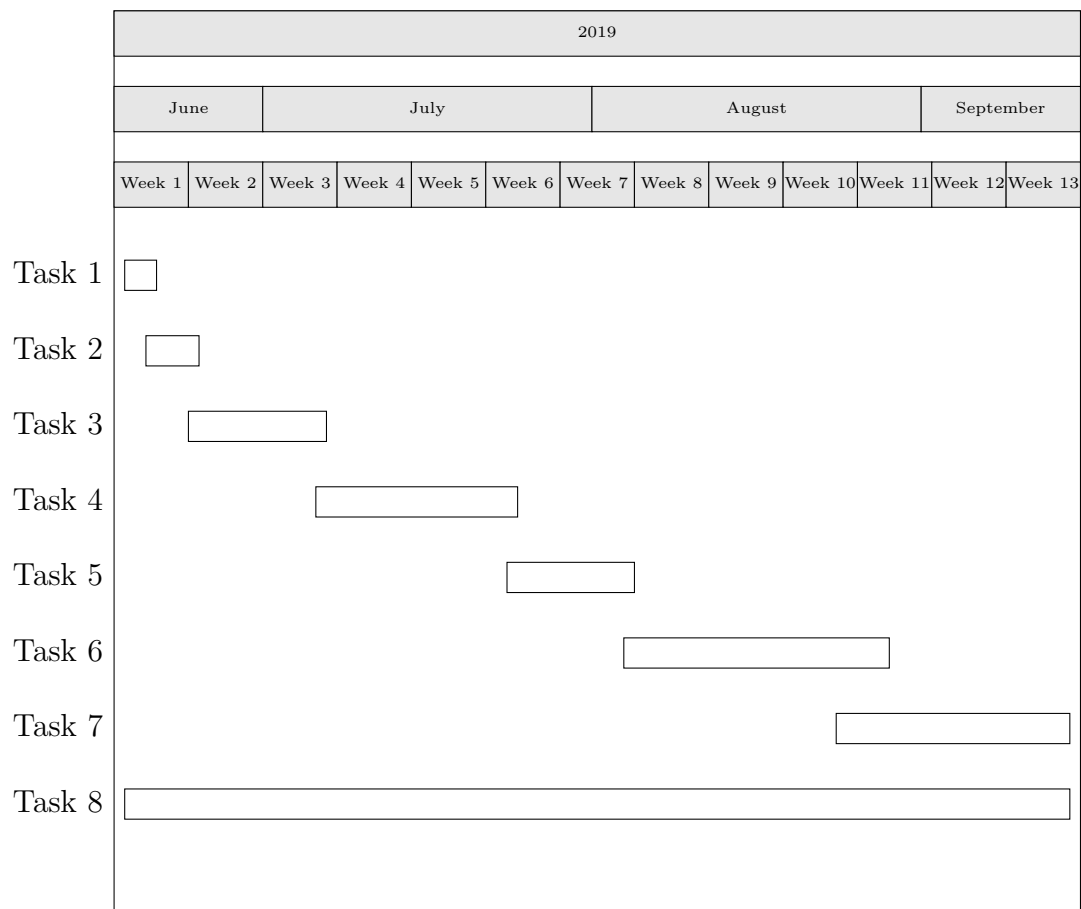 2019
June July August September
Week 1 Week 2 Week 3 Week 4 Week 5 Week 6 Week 7 Week 8 Week 9 Week 10 Week 11 Week 12 Week 13
Task 1
Task 2
Task 3
Task 4
Task 5
Task 6
Task 7
Task 8